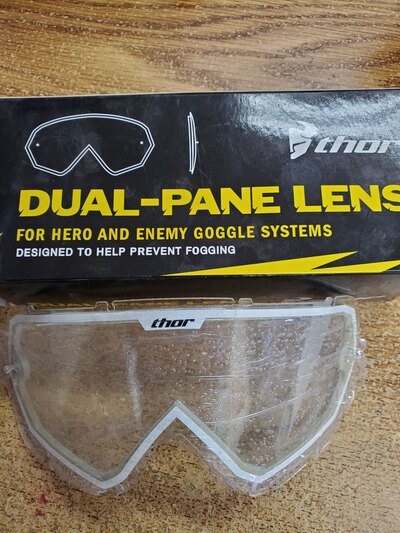 thor
DUAL-PANE LENS
FOR HERO AND ENEMY GOGGLE SYSTEMS
DESIGNED TO HELP PREVENT FOGGING
thor